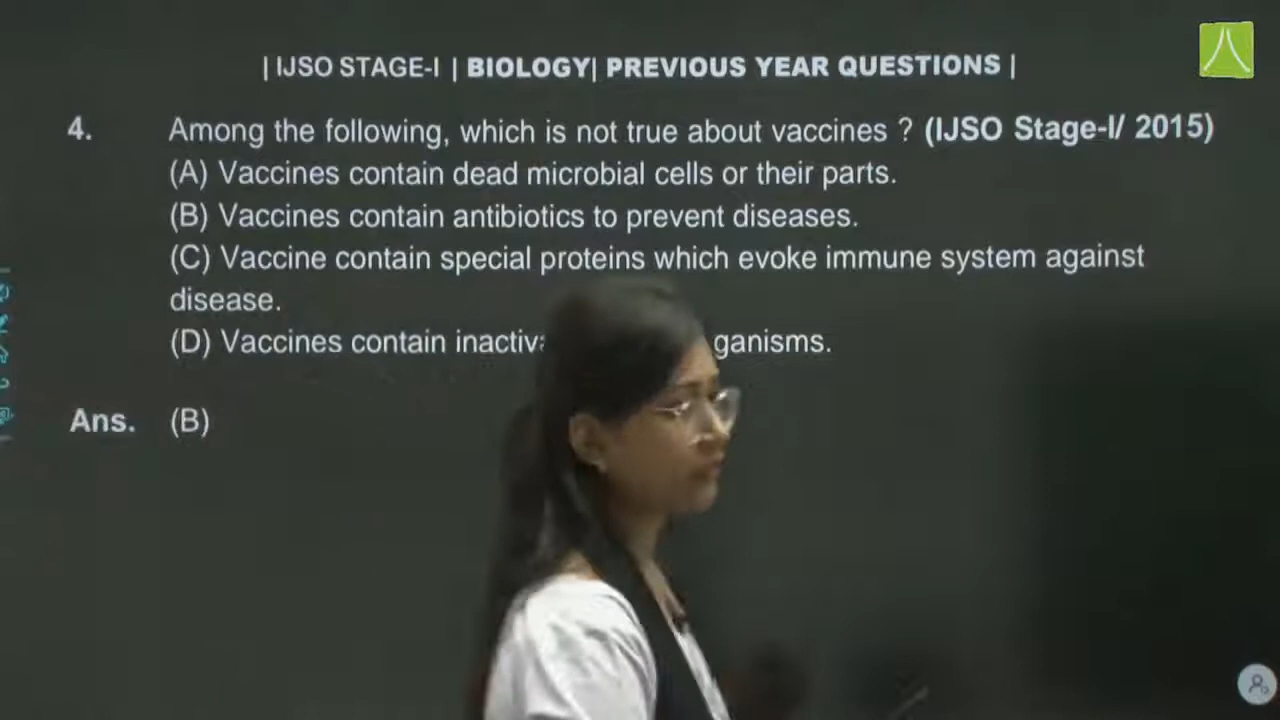 | IJSO STAGE-I | BIOLOGY| PREVIOUS YEAR QUESTIONS |
4. Among the following, which is not true about vaccines ? (IJSO Stage-I/ 2015)
(A) Vaccines contain dead microbial cells or their parts.
(B) Vaccines contain antibiotics to prevent diseases.
(C) Vaccine contain special proteins which evoke immune system against
disease.
(D) Vaccines contain
Ans. (B)